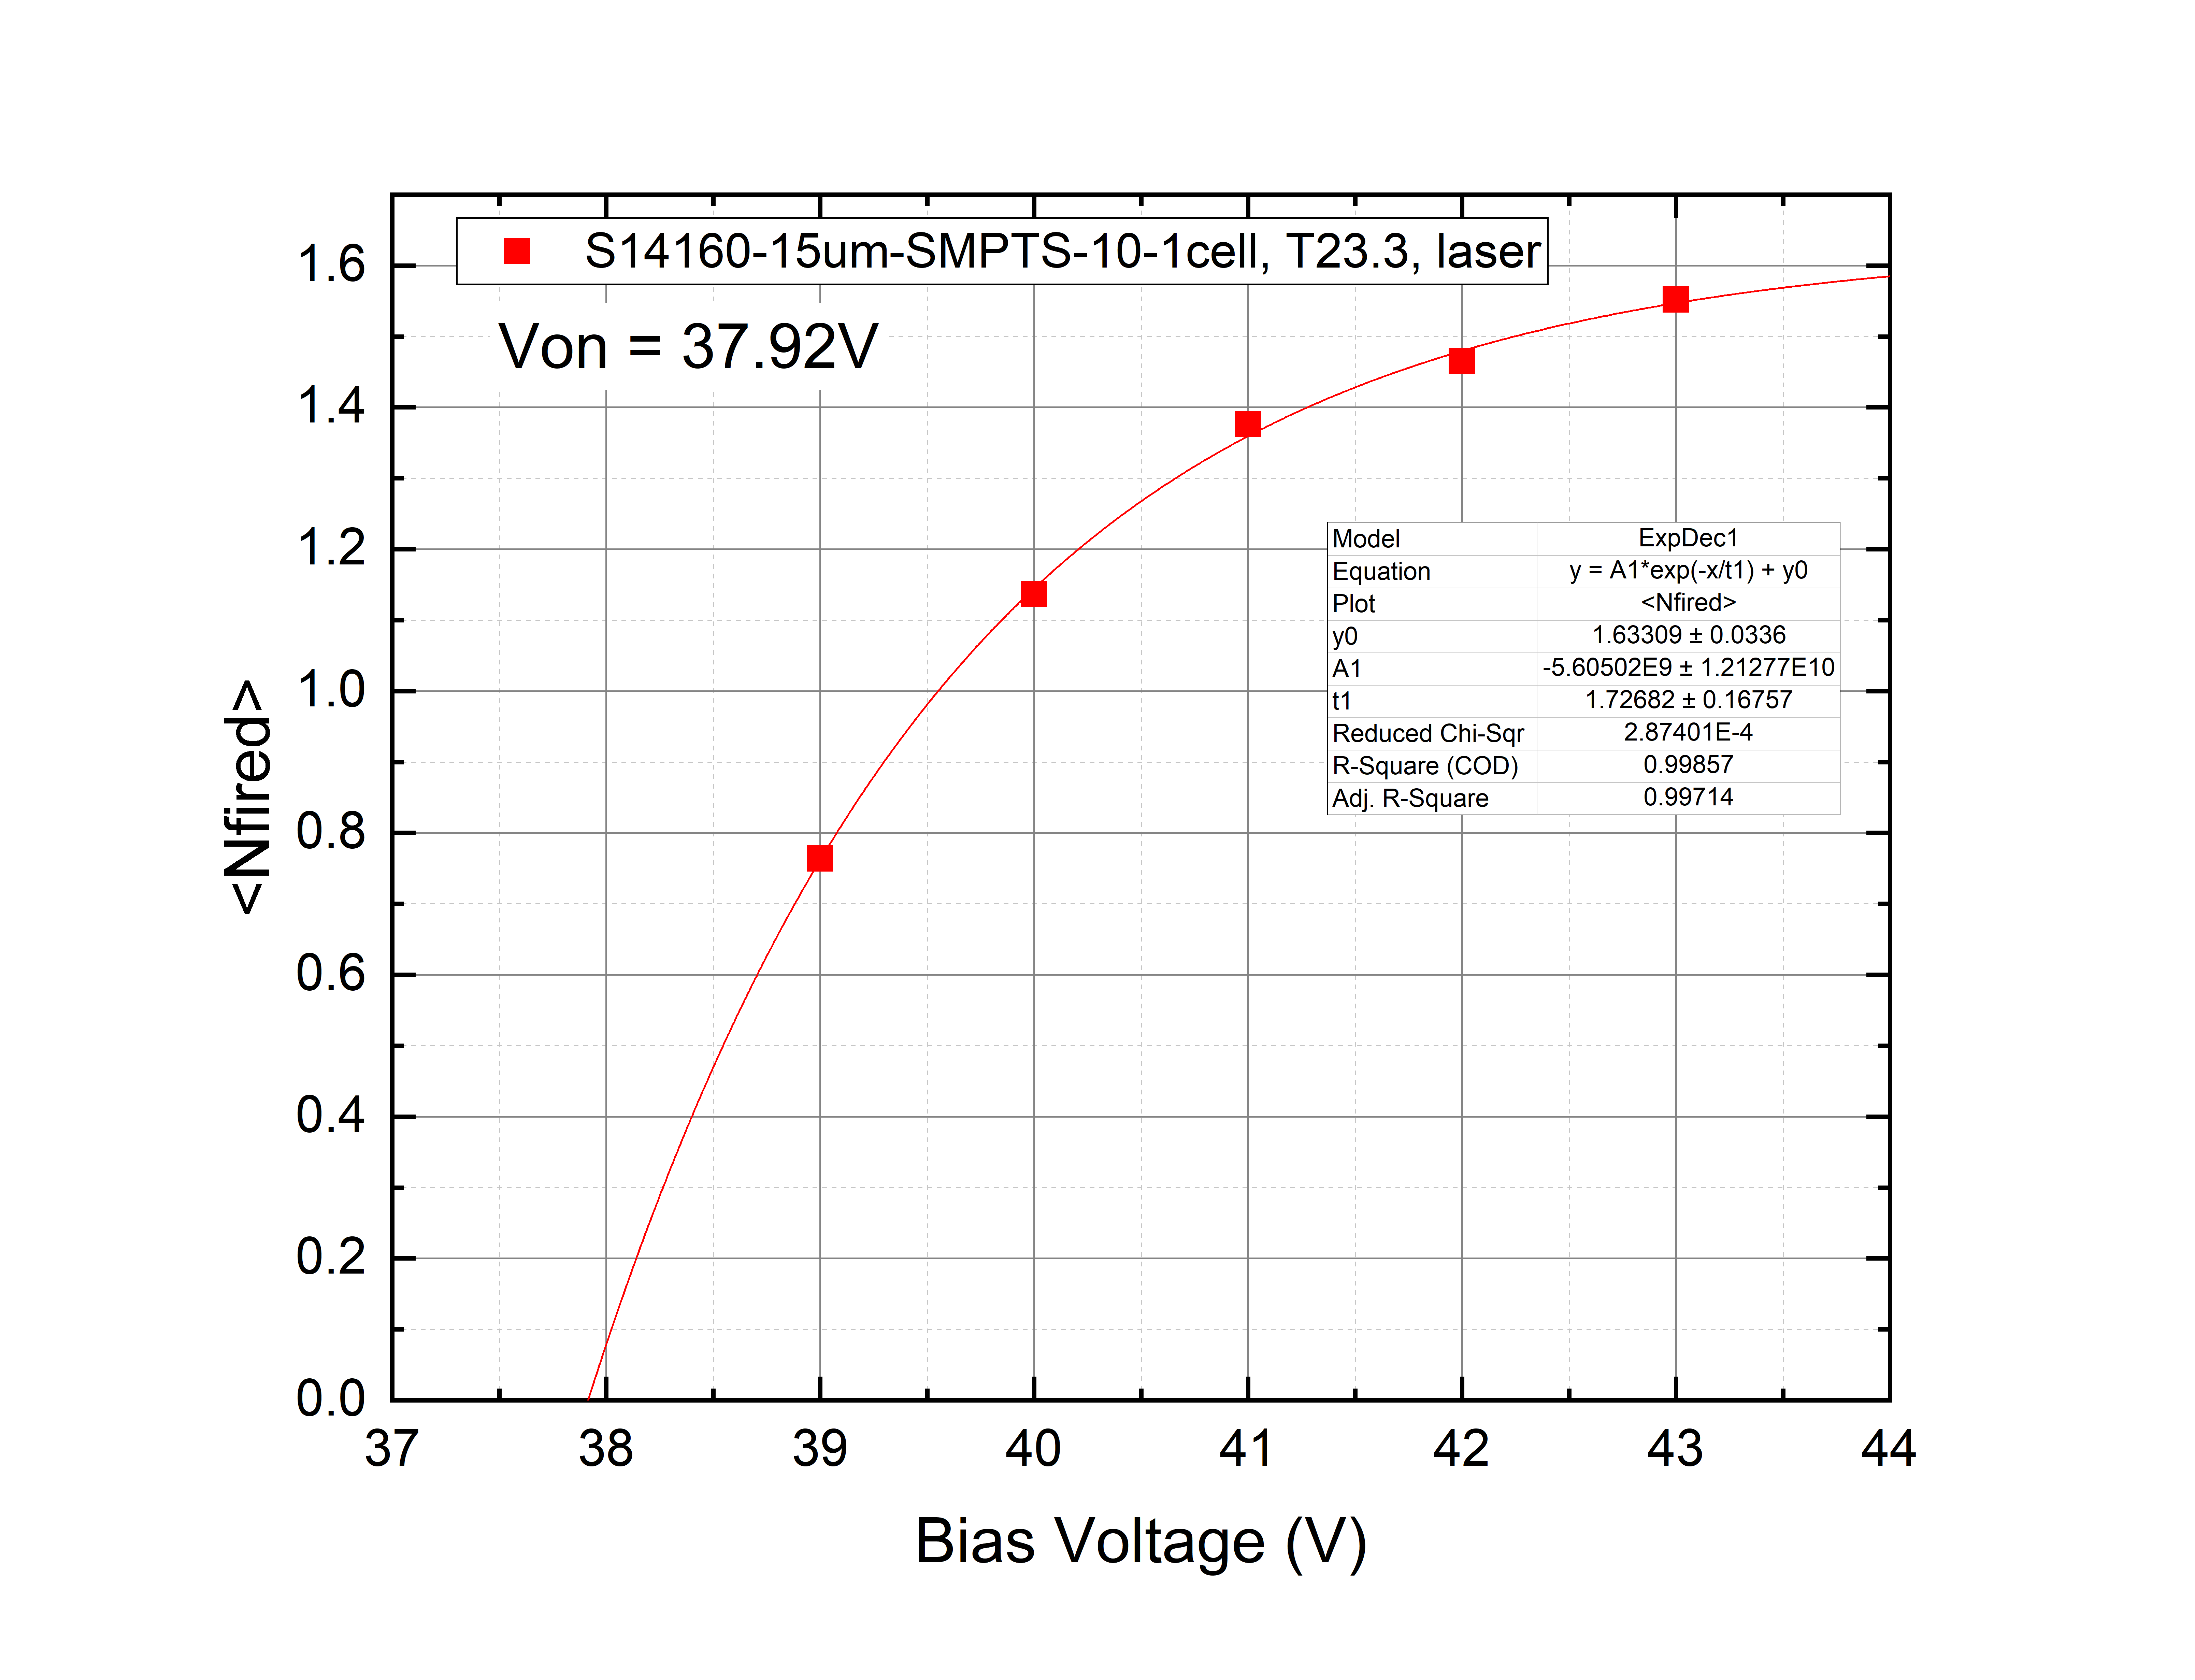 S14160-15um-SMPTS-10-1cell, T23.3, laser
Von = 37.92V
1.6
1.4
1.2
1.0
0.8
0.6
0.4
0.2
0.0
<Nfired>
Model ExpDec1
Equation y = A1*exp(-x/t1) + y0
Plot <Nfired>
y0 1.63309 ± 0.0336
A1 -5.60502E9 ± 1.21277E10
t1 1.72682 ± 0.16757
Reduced Chi-Sqr 2.87401E-4
R-Square (COD) 0.99857
Adj. R-Square 0.99714
37 38 39 40 41 42 43 44
Bias Voltage (V)